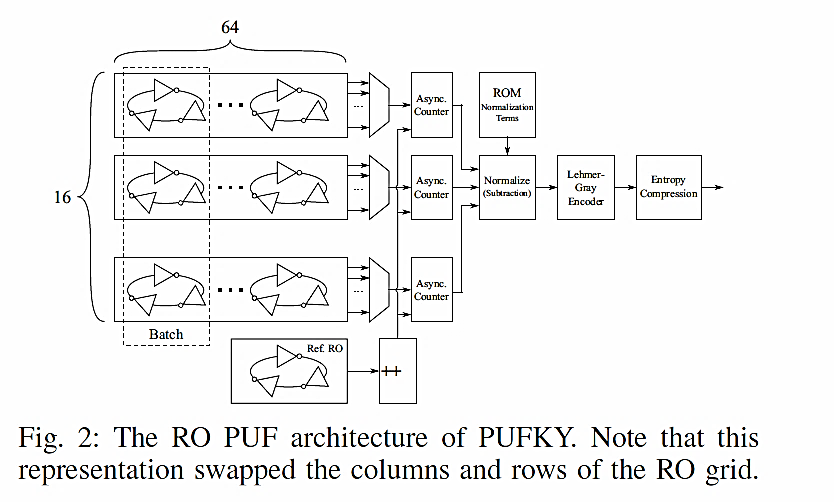 64
16
Async.
Counter
ROM
Normalization
Terms
Async.
Counter
Normalize
(Subtraction)
Lehmer-
Gray
Encoder
Entropy
Compression
Async.
Counter
Batch
Ref. RO
++
Fig. 2: The RO PUF architecture of PUFKY. Note that this
representation swapped the columns and rows of the RO grid.